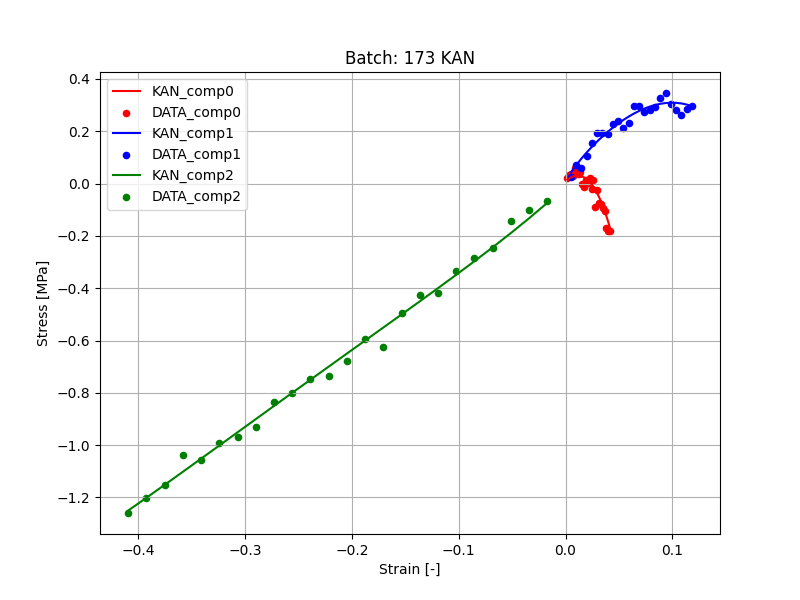 Batch: 173 KAN
KAN_comp0
DATA_comp0
KAN_comp1
DATA_comp1
KAN_comp2
DATA_comp2
0.4
0.2
0.0
−0.2
−0.4
−0.6
−0.8
−1.0
−1.2
Stress [MPa]
−0.4 −0.3 −0.2 −0.1 0.0 0.1
Strain [-]